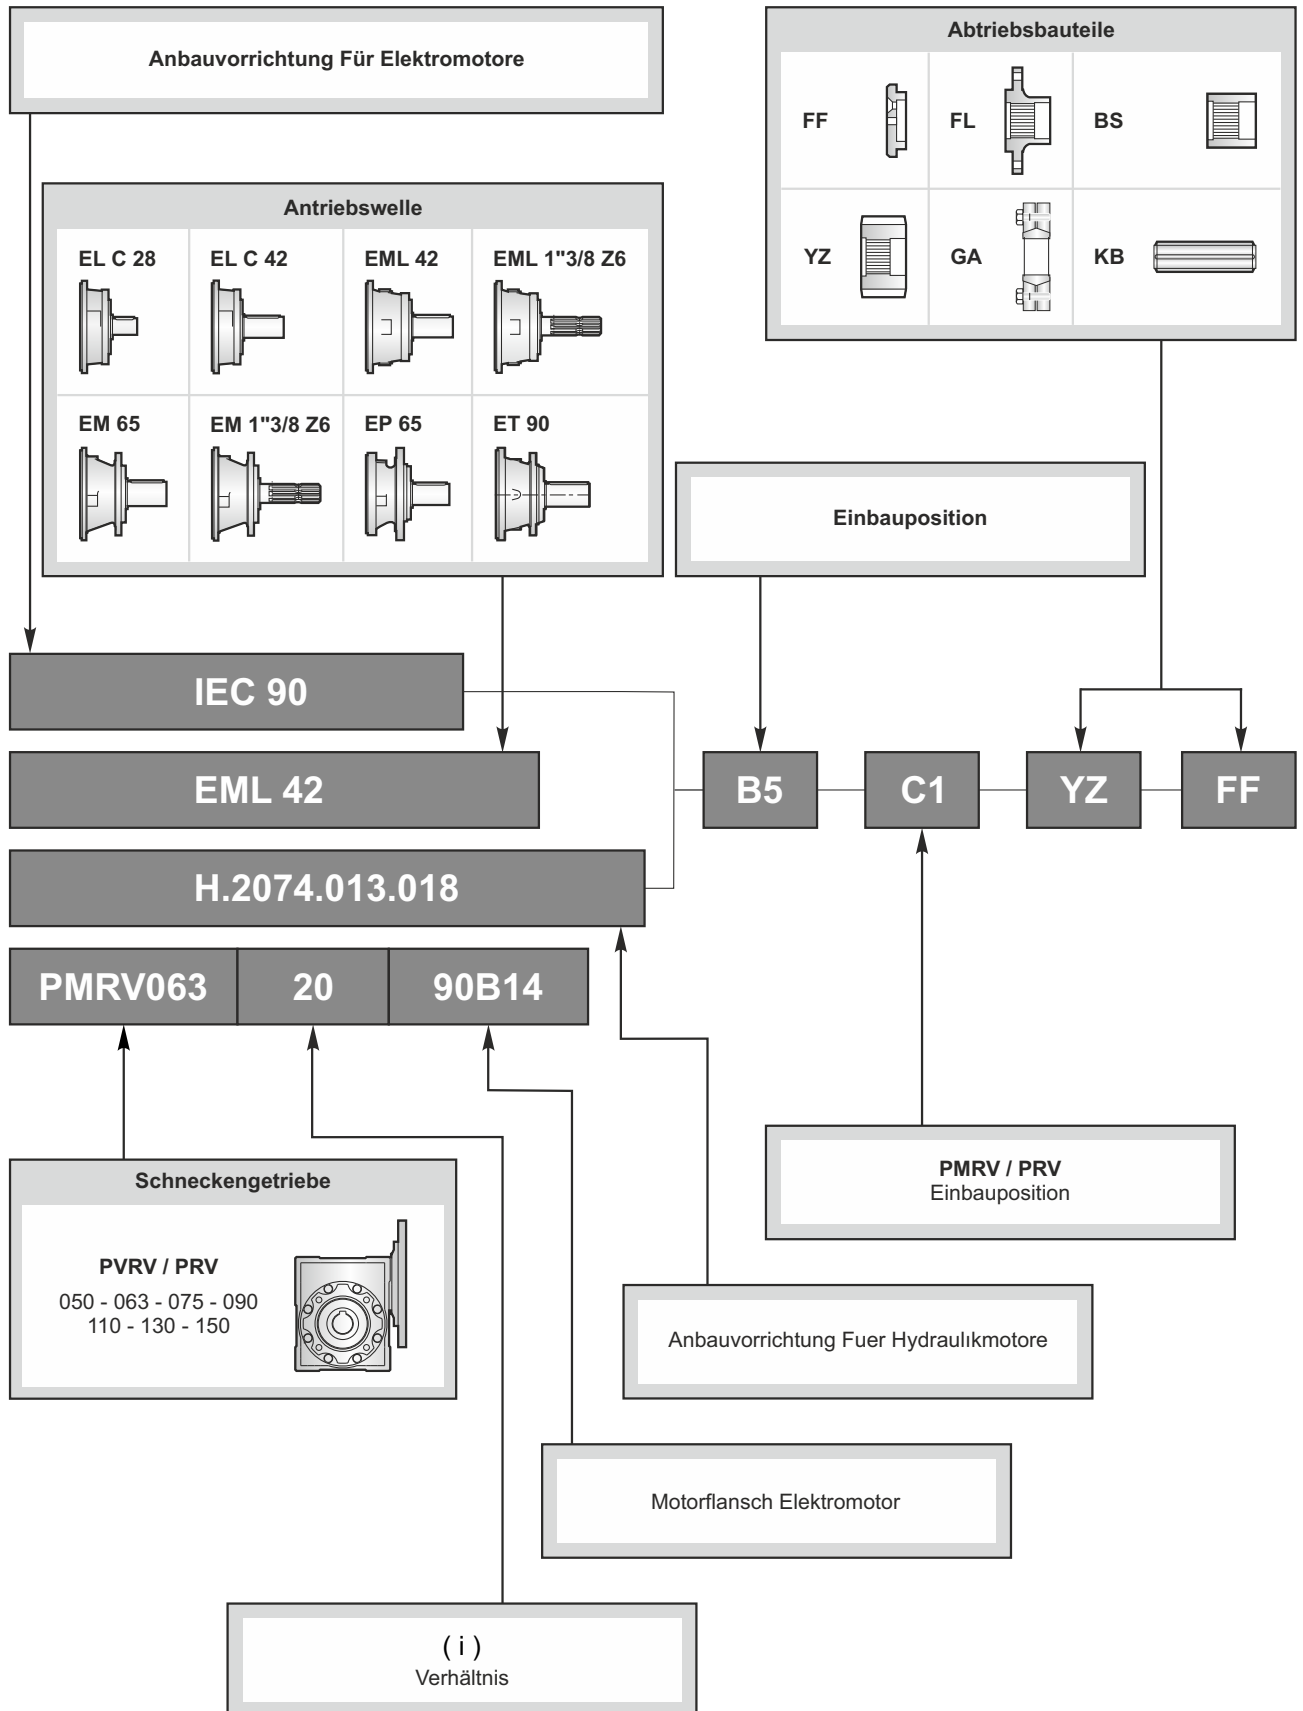 Anbauvorrichtung Für Elektromotore
Abtriebsbauteile
FF
FL
BS
YZ
GA
KB
Antriebswelle
EL C 28
EL C 42
EML 42
EML 1"3/8 Z6
EM 65
EM 1"3/8 Z6
EP 65
ET 90
Einbauposition
IEC 90
EML 42
B5
C1
YZ
FF
H.2074.013.018
PMRV063
20
90B14
Schneckengetriebe
PVRV / PRV
050 - 063 - 075 - 090
110 - 130 - 150
PMRV / PRV
Einbauposition
Anbauvorrichtung Fuer Hydraulıkmotore
Motorflansch Elektromotor
( i )
Verhältnis